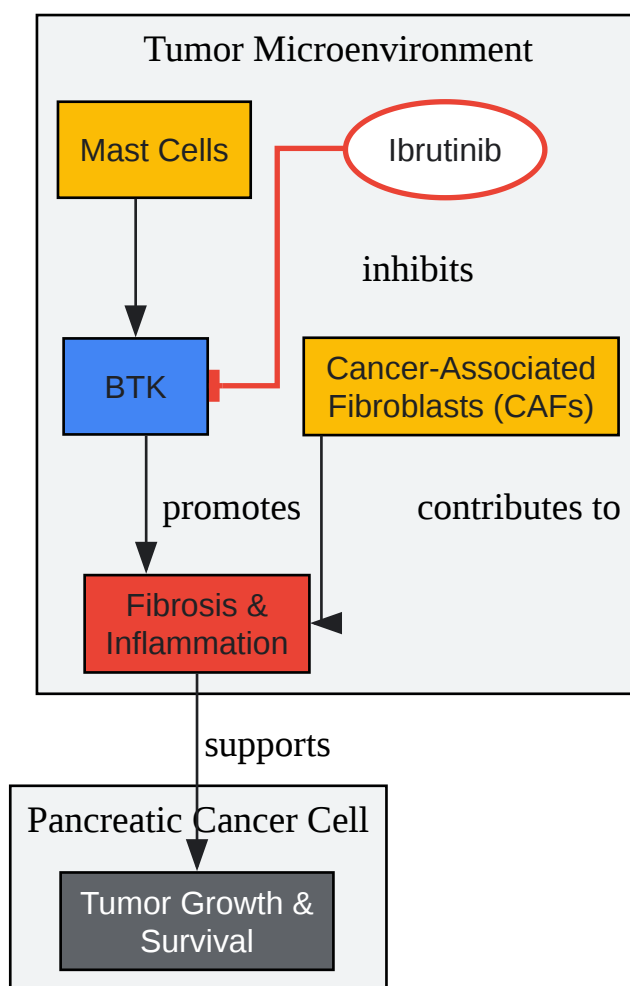 Tumor Microenvironment
Mast Cells
Ibrutinib
inhibits
BTK
Cancer-Associated
Fibroblasts (CAFs)
promotes
contributes to
Fibrosis &
Inflammation
supports
Pancreatic Cancer Cell
Tumor Growth &
Survival